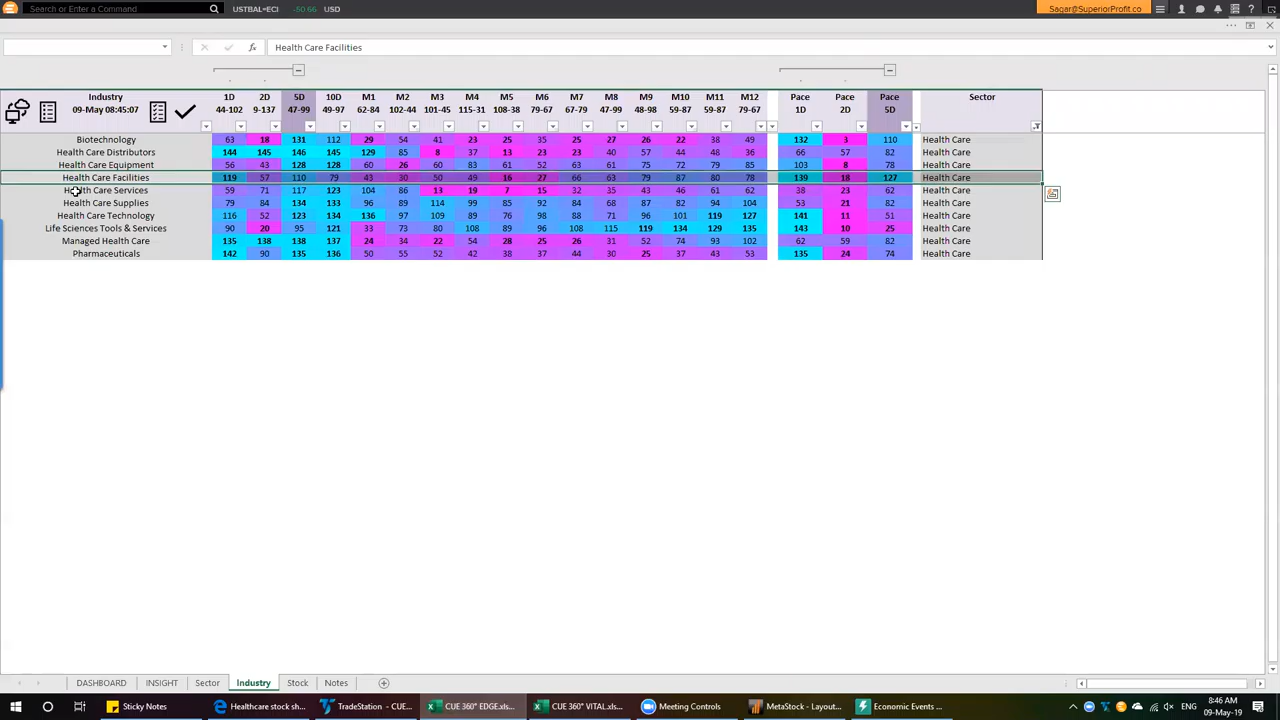 Search or Enter a Command USTBAL=ECI -50.66 USD Sagar@SuperiorProfit.co
Health Care Facilities
Industry 1D 2D 5D 10D M1 M2 M3 M4 M5 M6 M7 M8 M9 M10 M11 M12 Pace Pace Pace Sector
09-May 08:45:07 44-102 9-137 47-99 49-97 62-84 102-44 101-45 115-31 108-38 79-67 67-79 47-99 48-98 59-87 59-87 79-67 1D 2D 5D
Biotechnology 63 18 131 112 29 54 41 23 25 35 25 27 26 22 38 49 132 3 110 Health Care
Health Care Distributors 144 145 146 145 129 85 8 37 13 23 23 40 57 44 48 36 66 57 82 Health Care
Health Care Equipment 56 43 128 128 60 26 60 83 61 52 63 61 75 72 79 85 103 8 78 Health Care
Health Care Facilities 119 57 110 79 43 30 50 49 16 27 66 63 79 87 80 78 139 18 127 Health Care
Health Care Services 59 71 117 123 104 86 13 19 7 15 32 35 43 46 61 62 38 23 62 Health Care
Health Care Supplies 79 84 134 133 96 89 114 99 85 92 84 68 87 82 94 104 53 21 82 Health Care
Health Care Technology 116 52 123 134 136 97 109 89 76 98 88 71 96 101 119 127 141 11 51 Health Care
Life Sciences Tools & Services 90 20 95 121 33 73 80 108 89 96 108 115 119 134 129 135 143 10 25 Health Care
Managed Health Care 135 138 138 137 24 34 22 54 28 25 26 31 52 74 93 102 62 59 82 Health Care
Pharmaceuticals 142 90 135 136 50 55 52 42 38 37 44 30 25 37 43 53 135 24 74 Health Care
DASHBOARD INSIGHT Sector Industry Stock Notes
Sticky Notes Healthcare stock sh... TradeStation - CUE... CUE 360° EDGE.xls... CUE 360° VITAL.xls... Meeting Controls MetaStock - Layout... Economic Events ... 8:46 AM
09-May-19